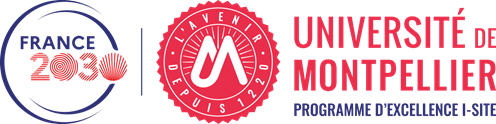 FRANCE
2030
L'AVENIR
DEPUIS 1220
UNIVERSITÉ DE
MONTPELLIER
PROGRAMME D'EXCELLENCE I-SITE